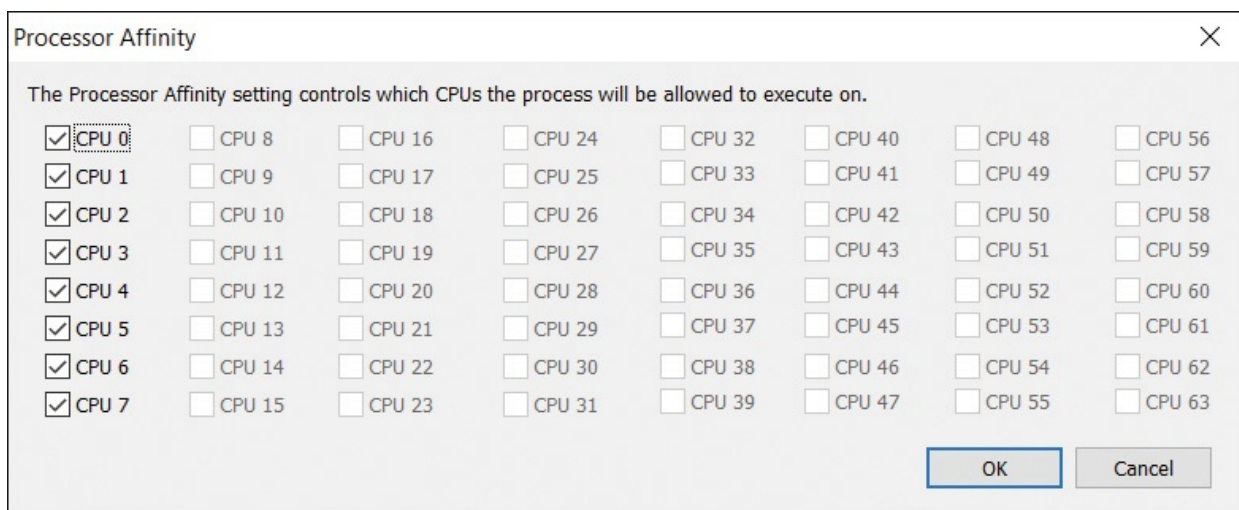 Processor Affinity
The Processor Affinity setting controls which CPUs the process will be allowed to execute on.
CPU 0 CPU 8 CPU 16 CPU 24 CPU 32 CPU 40 CPU 48 CPU 56
CPU 1 CPU 9 CPU 17 CPU 25 CPU 33 CPU 41 CPU 49 CPU 57
CPU 2 CPU 10 CPU 18 CPU 26 CPU 34 CPU 42 CPU 50 CPU 58
CPU 3 CPU 11 CPU 19 CPU 27 CPU 35 CPU 43 CPU 51 CPU 59
CPU 4 CPU 12 CPU 20 CPU 28 CPU 36 CPU 44 CPU 52 CPU 60
CPU 5 CPU 13 CPU 21 CPU 29 CPU 37 CPU 45 CPU 53 CPU 61
CPU 6 CPU 14 CPU 22 CPU 30 CPU 38 CPU 46 CPU 54 CPU 62
CPU 7 CPU 15 CPU 23 CPU 31 CPU 39 CPU 47 CPU 55 CPU 63
OK Cancel